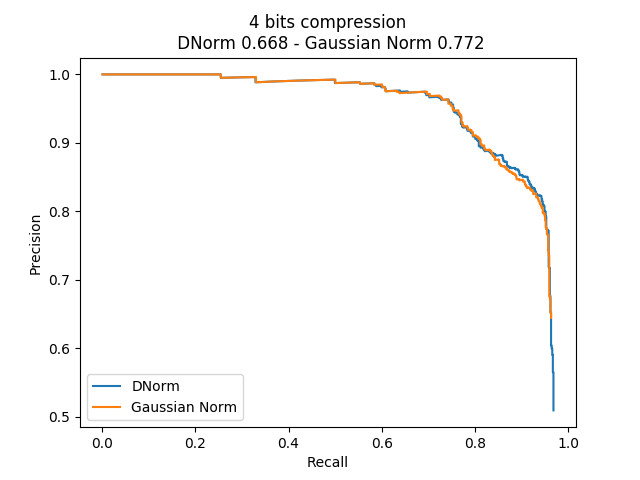 4 bits compression
DNorm 0.668 - Gaussian Norm 0.772
1.0
0.9
0.8
0.7
0.6
0.5
Precision
DNorm
Gaussian Norm
0.0 0.2 0.4 0.6 0.8 1.0
Recall